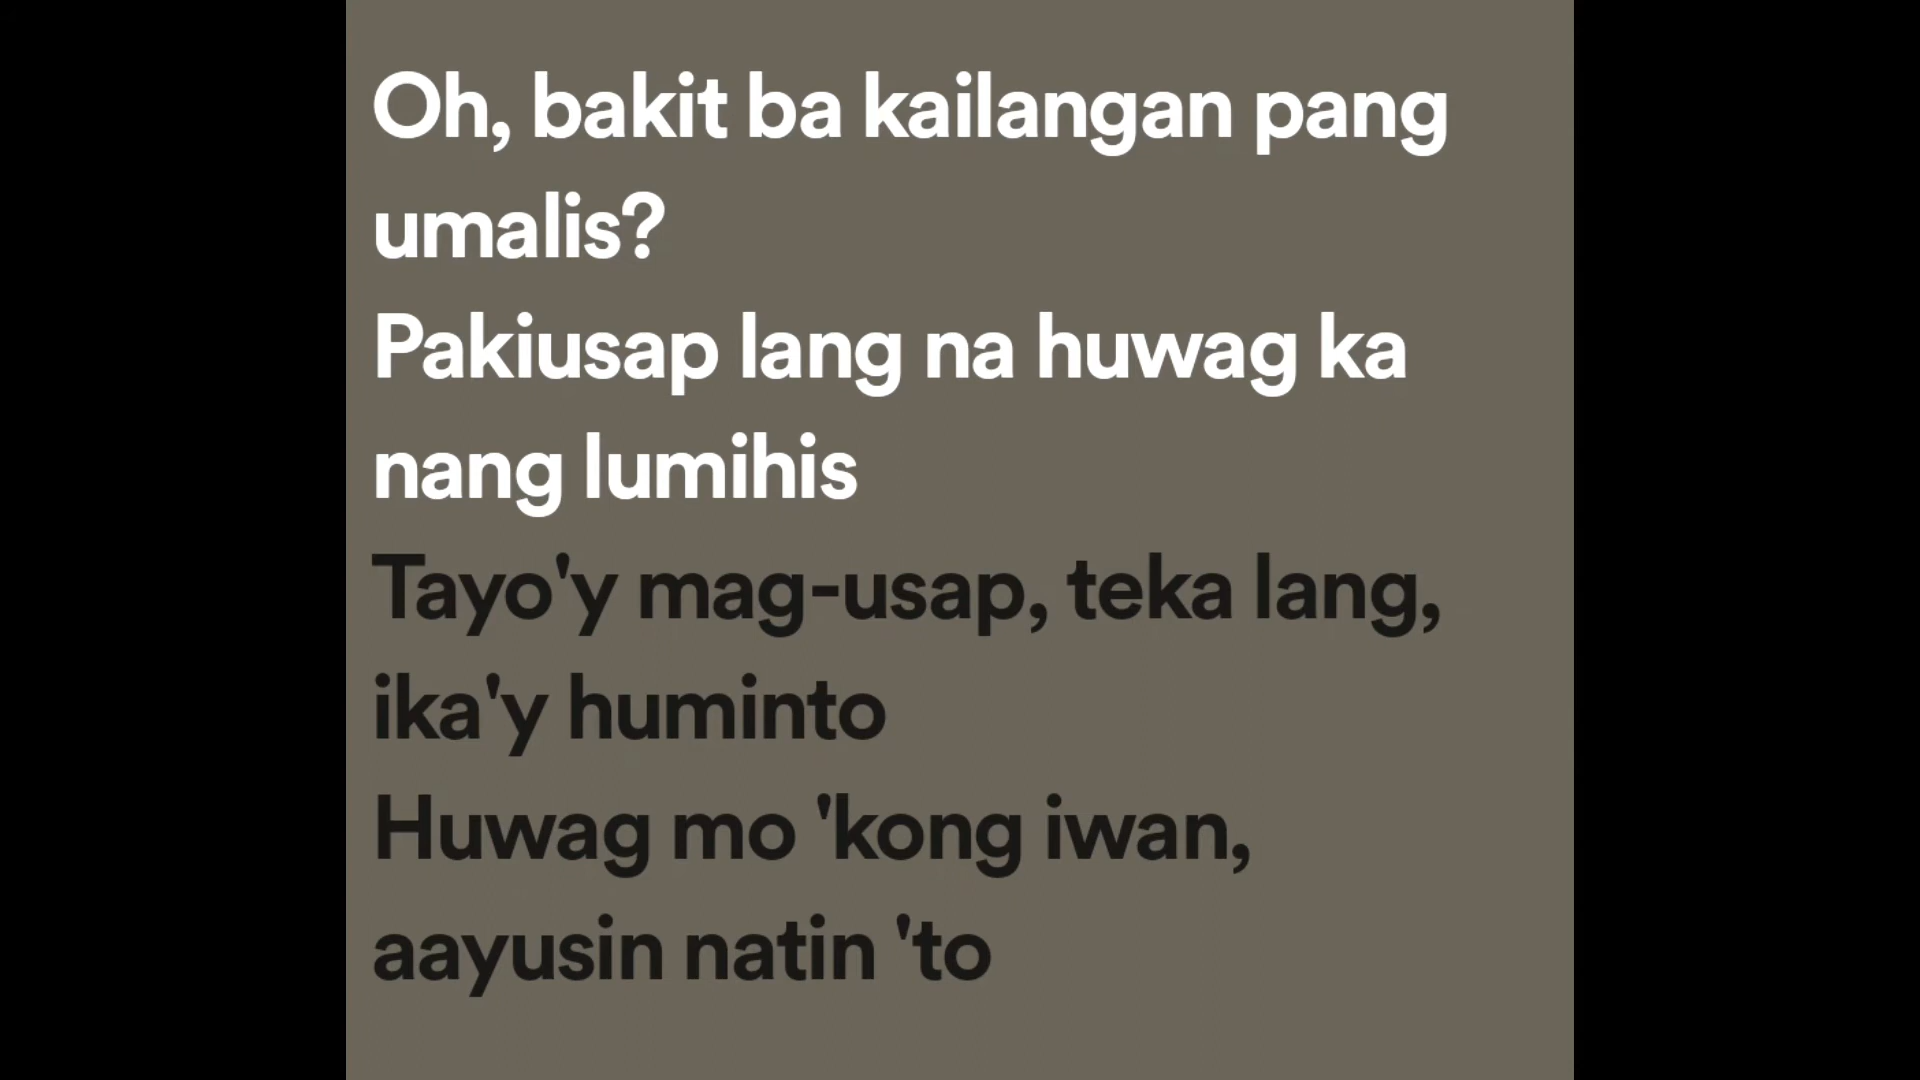 Oh, bakit ba kailangan pang
umalis?
Pakiusap lang na huwag ka
nang lumihis
Tayo'y mag-usap, teka lang,
ika'y huminto
Huwag mo 'kong iwan,
aayusin natin 'to